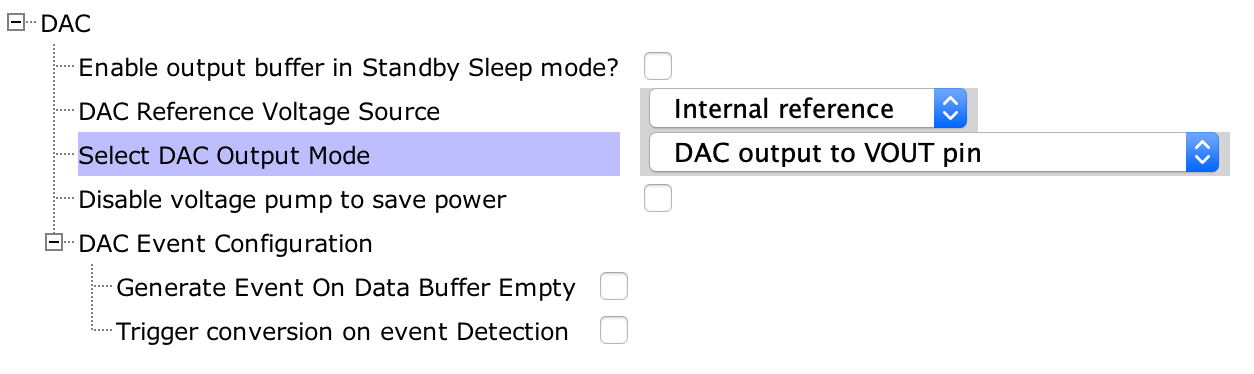 DAC
Enable output buffer in Standby Sleep mode?
DAC Reference Voltage Source Internal reference
Select DAC Output Mode DAC output to VOUT pin
Disable voltage pump to save power
DAC Event Configuration
Generate Event On Data Buffer Empty
Trigger conversion on event Detection